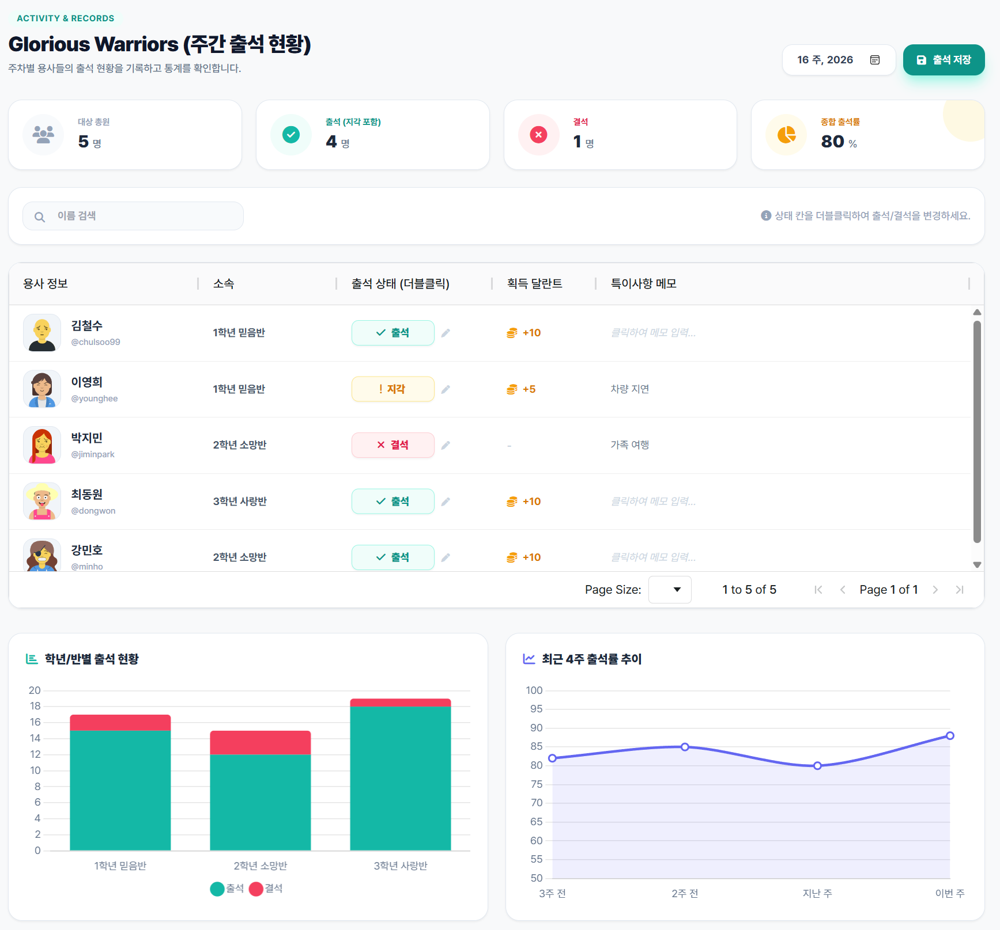 ACTIVITY & RECORDS
Glorious Warriors (주간 출석 현황)
주차별 용사들의 출석 현황을 기록하고 통계를 확인합니다.
16 주, 2026
출석 저장
대상 총원
5 명
출석 (지각 포함)
4 명
결석
1 명
종합 출석률
80 %
이름 검색
상태 칸을 더블클릭하여 출석/결석을 변경하세요.
용사 정보 소속 출석 상태 (더블클릭) 획득 달란트 특이사항 메모
김철수
@chulsoo99
1학년 믿음반 출석 +10 클릭하여 메모 입력...
이영희
@younghee
1학년 믿음반 ! 지각 +5 차량 지연
박지민
@jiminpark
2학년 소망반 결석 - 가족 여행
최동원
@dongwon
3학년 사랑반 출석 +10 클릭하여 메모 입력...
강민호
@minho
2학년 소망반 출석 +10 클릭하여 메모 입력...
Page Size: 1 to 5 of 5 Page 1 of 1
학년/반별 출석 현황
20
18
16
14
12
10
8
6
4
2
0
1학년 믿음반 2학년 소망반 3학년 사랑반
출석 결석
최근 4주 출석률 추이
100
95
90
85
80
75
70
65
60
55
50
3주 전 2주 전 지난 주 이번 주